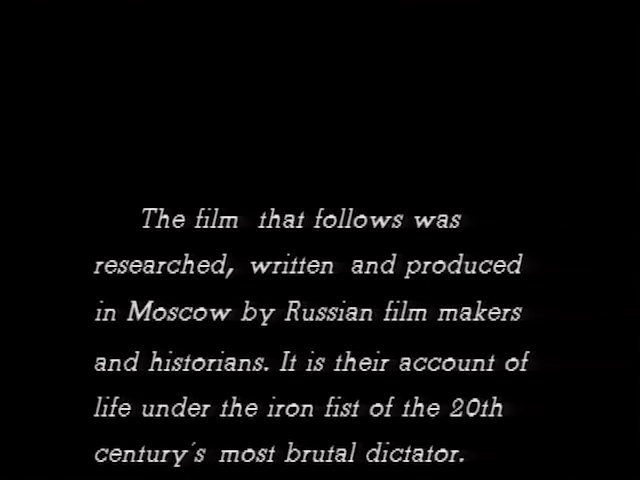 The film that follows was
researched, written and produced
in Moscow by Russian film makers
and historians. It is their account of
life under the iron fist of the 20th
century's most brutal dictator.